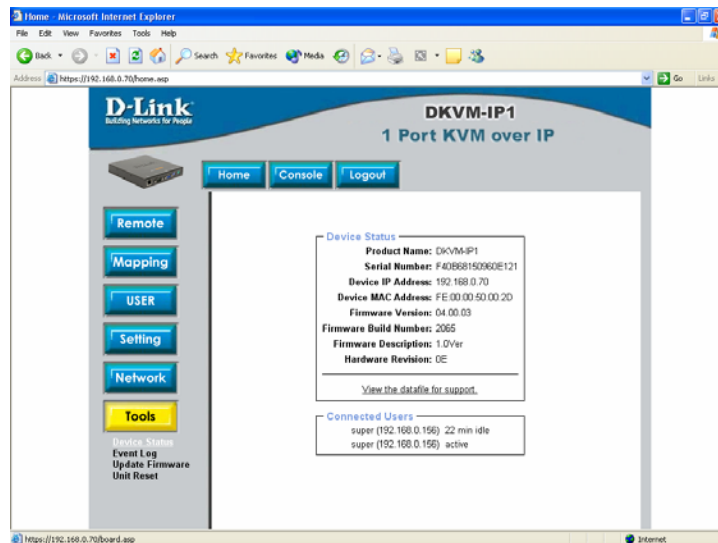 Home - Microsoft Internet Explorer
File Edit View Favorites Tools Help
Back Search Favorites Media
Address https://192.168.0.70/home.asp Go Links
D-Link
Building Networks for People
DKVM-IP1
1 Port KVM over IP
Home Console Logout
Remote
Mapping
USER
Setting
Network
Tools
Device Status
Event Log
Update Firmware
Unit Reset
Device Status
Product Name: DKVM-IP1
Serial Number: F40B68150960E121
Device IP Address: 192.168.0.70
Device MAC Address: FE:00:00:50:00:2D
Firmware Version: 04.00.03
Firmware Build Number: 2065
Firmware Description: 1.0Ver
Hardware Revision: 0E
View the datafile for support.
Connected Users
super (192.168.0.156) 22 min idle
super (192.168.0.156) active
https://192.168.0.70/board.asp Internet